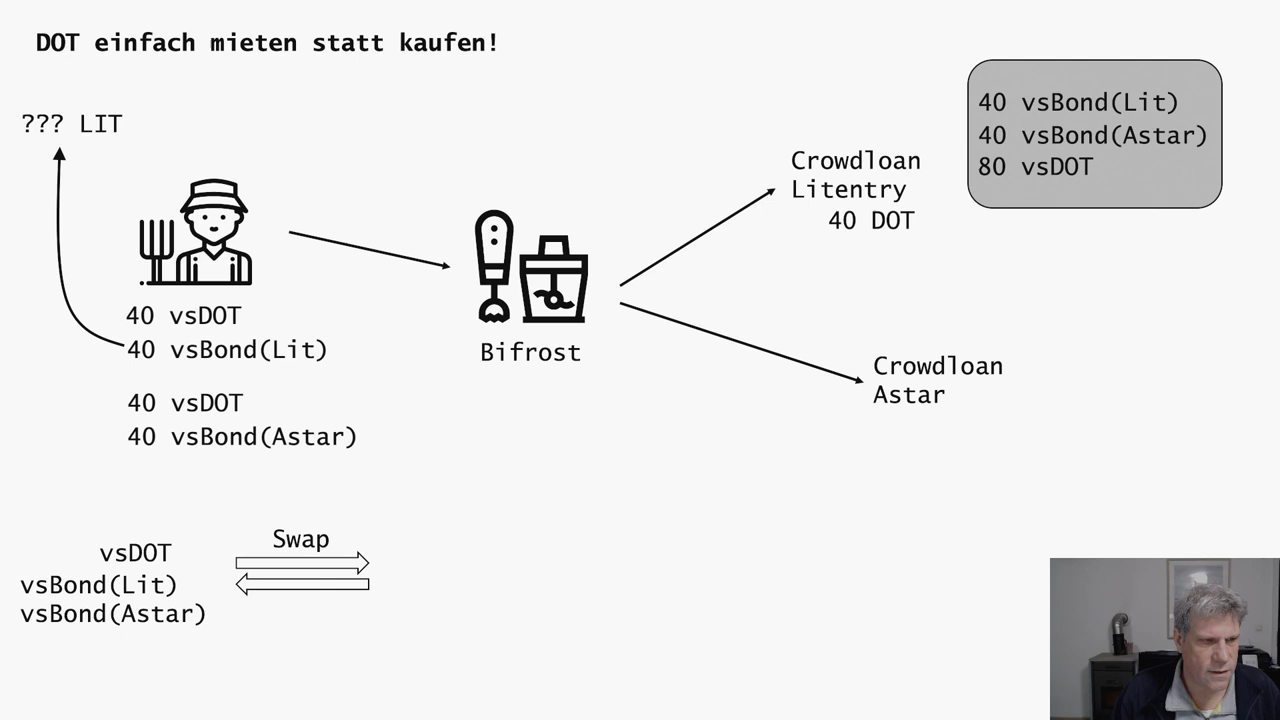 DOT einfach mieten statt kaufen!
??? LIT
40 vsDOT
40 vsBond(Lit)
40 vsDOT
40 vsBond(Astar)
Bifrost
Crowdloan
Litentry
40 DOT
40 vsBond(Lit)
40 vsBond(Astar)
80 vsDOT
Crowdloan
Astar
vsDOT
vsBond(Lit)
vsBond(Astar)
Swap